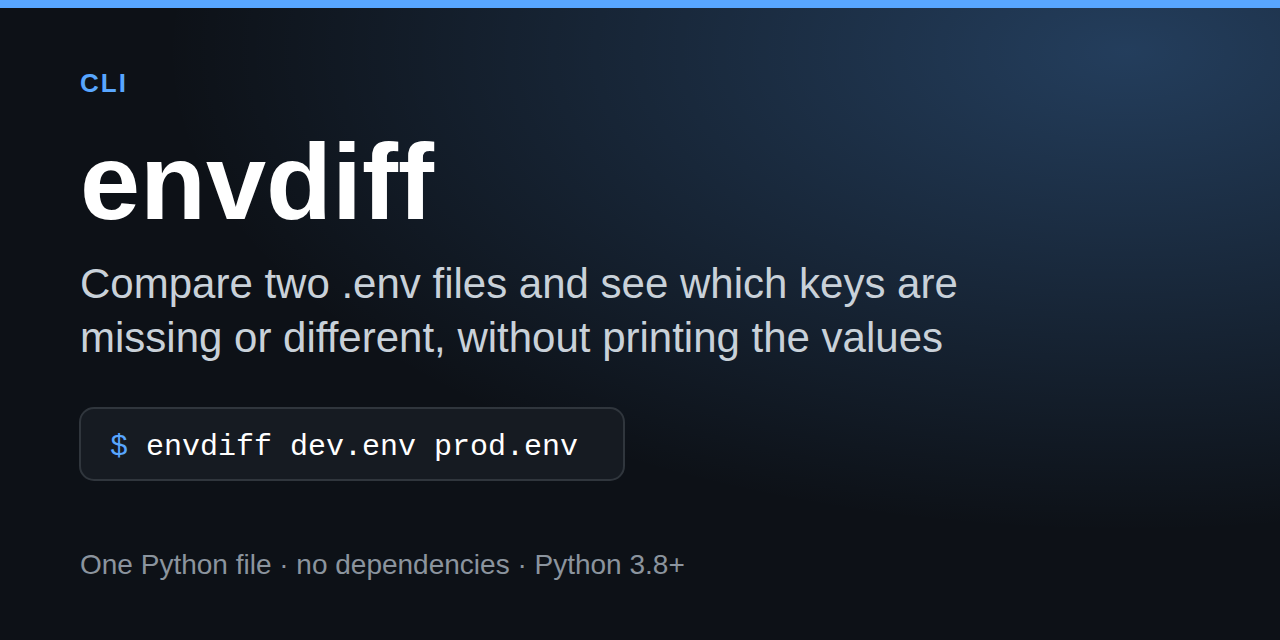 CLI
envdiff
Compare two .env files and see which keys are
missing or different, without printing the values
$ envdiff dev.env prod.env
One Python file · no dependencies · Python 3.8+